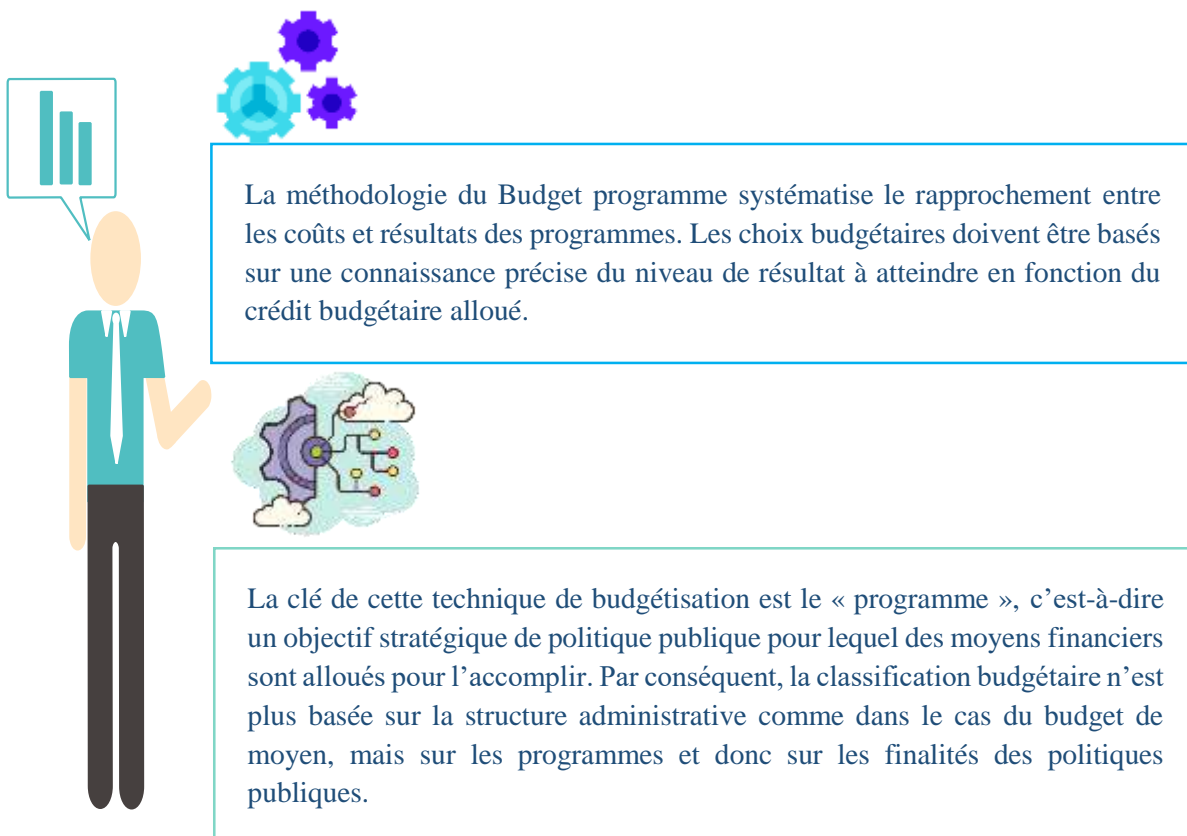 La méthodologie du Budget programme systématise le rapprochement entre
les coûts et résultats des programmes. Les choix budgétaires doivent être basés
sur une connaissance précise du niveau de résultat à atteindre en fonction du
crédit budgétaire alloué.
La clé de cette technique de budgétisation est le « programme », c’est-à-dire
un objectif stratégique de politique publique pour lequel des moyens financiers
sont alloués pour l’accomplir. Par conséquent, la classification budgétaire n’est
plus basée sur la structure administrative comme dans le cas du budget de
moyen, mais sur les programmes et donc sur les finalités des politiques
publiques.